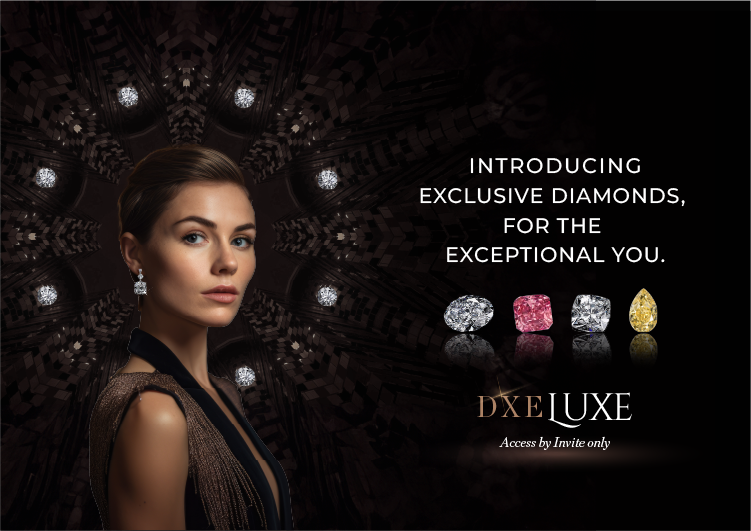 INTRODUCING
EXCLUSIVE DIAMONDS,
FOR THE
EXCEPTIONAL YOU.
DXELUXE
Access by Invite only